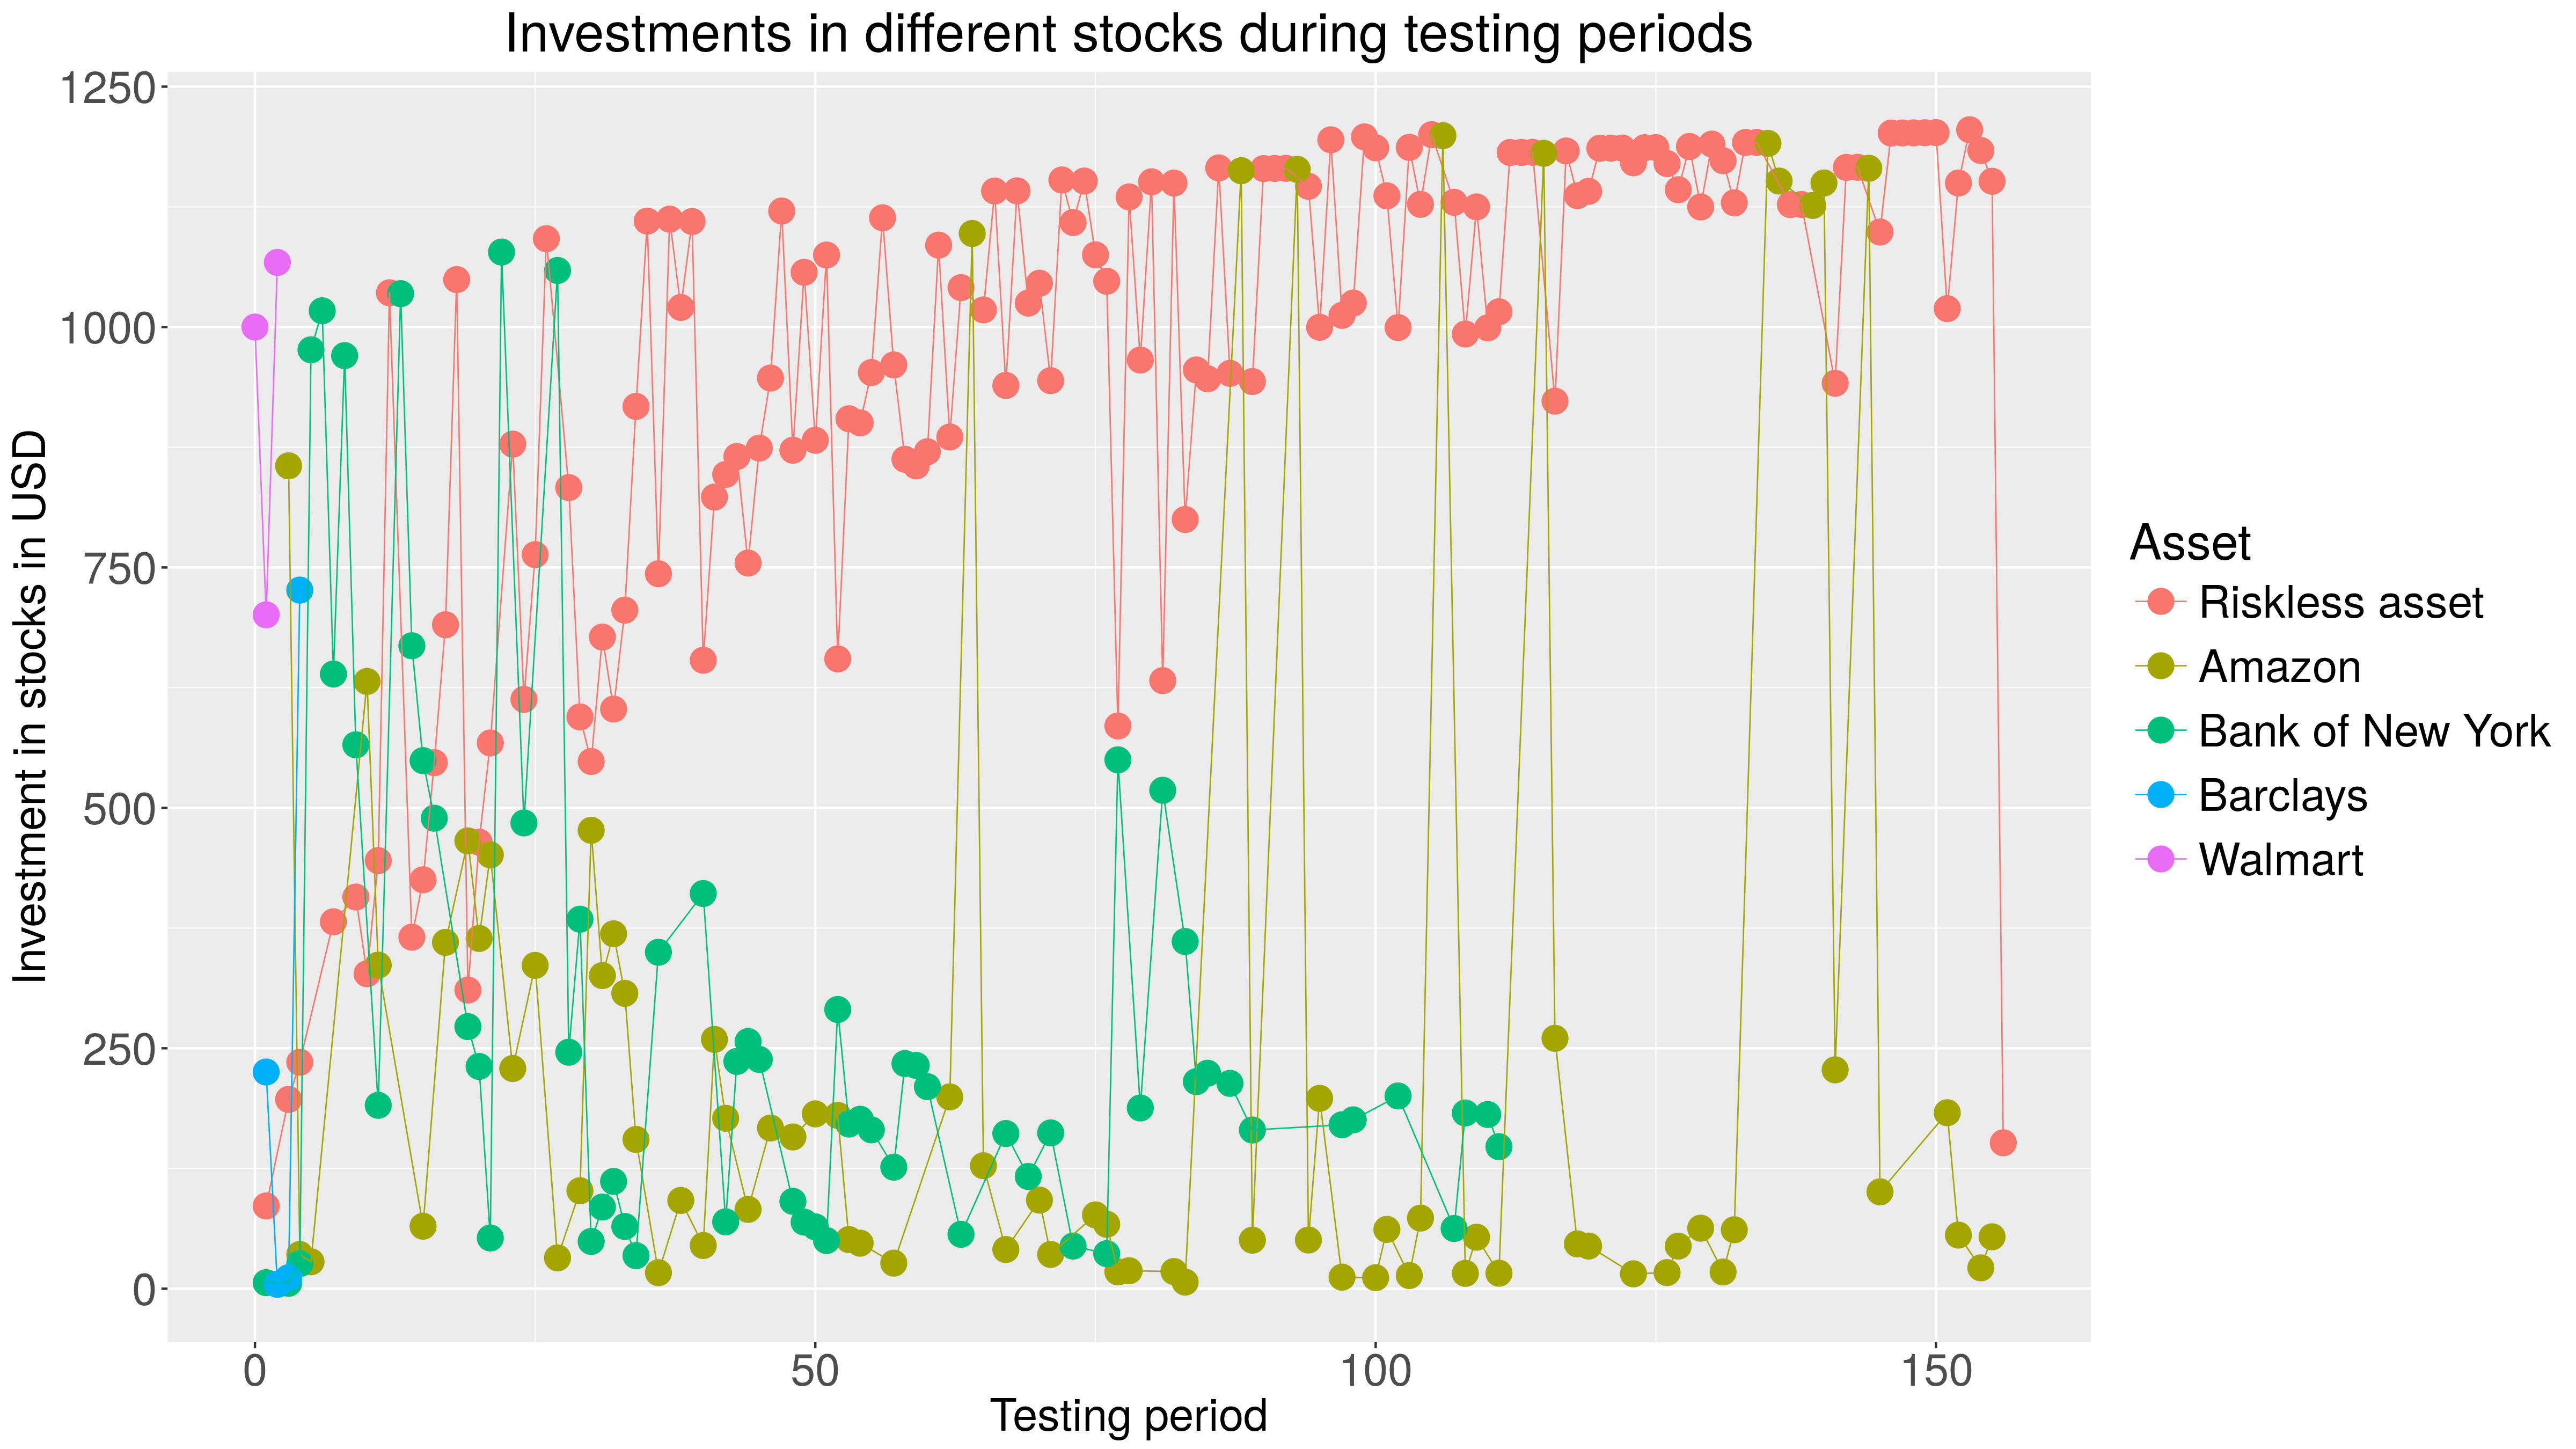 Investments in different stocks during testing periods
Investment in stocks in USD
1250
1000
750
500
250
0
0 50 100 150
Testing period
Asset
Riskless asset
Amazon
Bank of New York
Barclays
Walmart